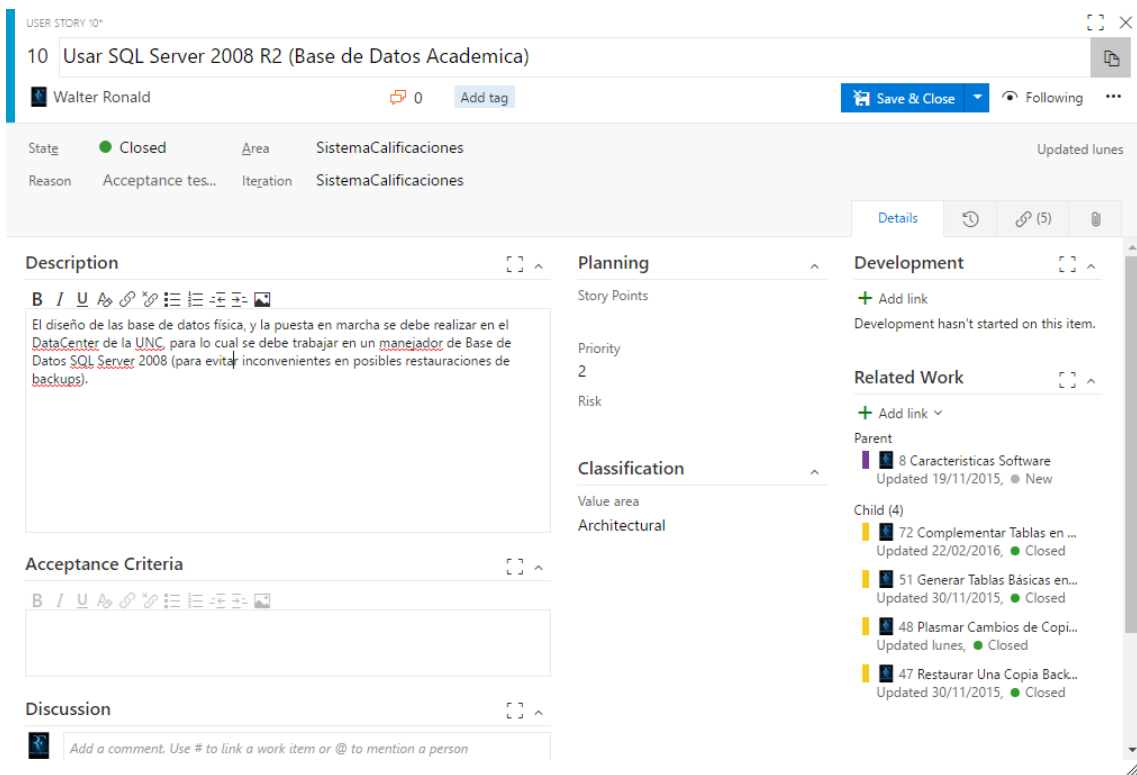 USER STORY 10*
10 Usar SQL Server 2008 R2 (Base de Datos Academica)
Walter Ronald 0 Add tag Save & Close Following
State Closed Area SistemaCalificaciones Updated lunes
Reason Acceptance tes... Iteration SistemaCalificaciones
Details (5)
Description
B I U
El diseño de las base de datos física, y la puesta en marcha se debe realizar en el
DataCenter de la UNC, para lo cual se debe trabajar en un manejador de Base de
Datos SQL Server 2008 (para evitar inconvenientes en posibles restauraciones de
backups).
Acceptance Criteria
B I U
Discussion
Add a comment. Use # to link a work item or @ to mention a person
Planning
Story Points
Priority
2
Risk
Classification
Value area
Architectural
Development
Add link
Development hasn't started on this item.
Related Work
Add link
Parent
8 Caracteristicas Software
Updated 19/11/2015, New
Child (4)
72 Complementar Tablas en ...
Updated 22/02/2016, Closed
51 Generar Tablas Básicas en...
Updated 30/11/2015, Closed
48 Plasmar Cambios de Copi...
Updated lunes, Closed
47 Restaurar Una Copia Back...
Updated 30/11/2015, Closed